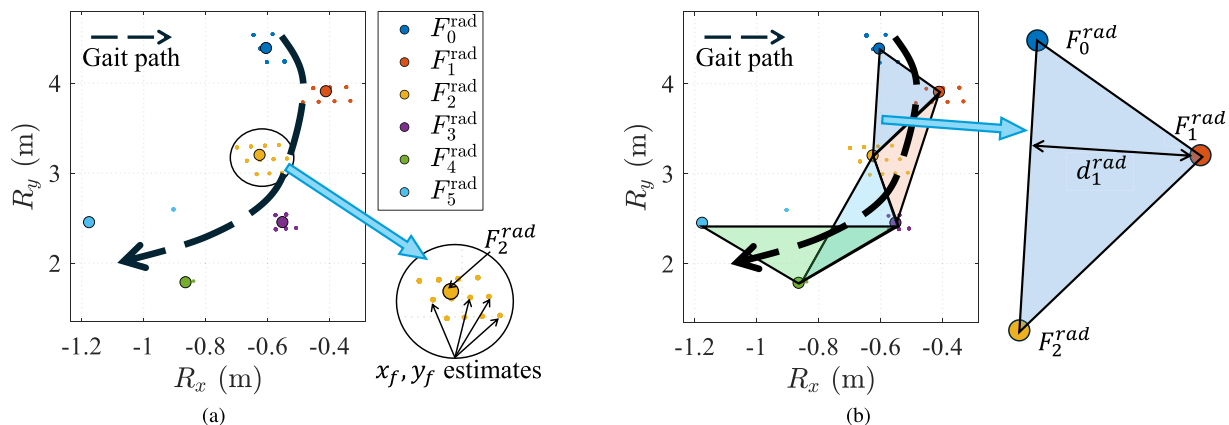 Gait path
4
3
2
R_y (m)
-1.2 -1 -0.8 -0.6 -0.4
R_x (m)
F_0^rad
F_1^rad
F_2^rad
F_3^rad
F_4^rad
F_5^rad
F_2^rad
x_f, y_f estimates
(a)
Gait path
4
3
2
R_y (m)
-1.2 -1 -0.8 -0.6 -0.4
R_x (m)
F_0^rad
F_1^rad
d_1^rad
F_2^rad
(b)